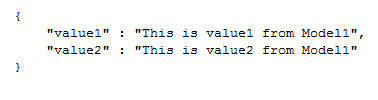 {
    "value1" : "This is value1 from Model1",
    "value2" : "This is value2 from Model1"
}